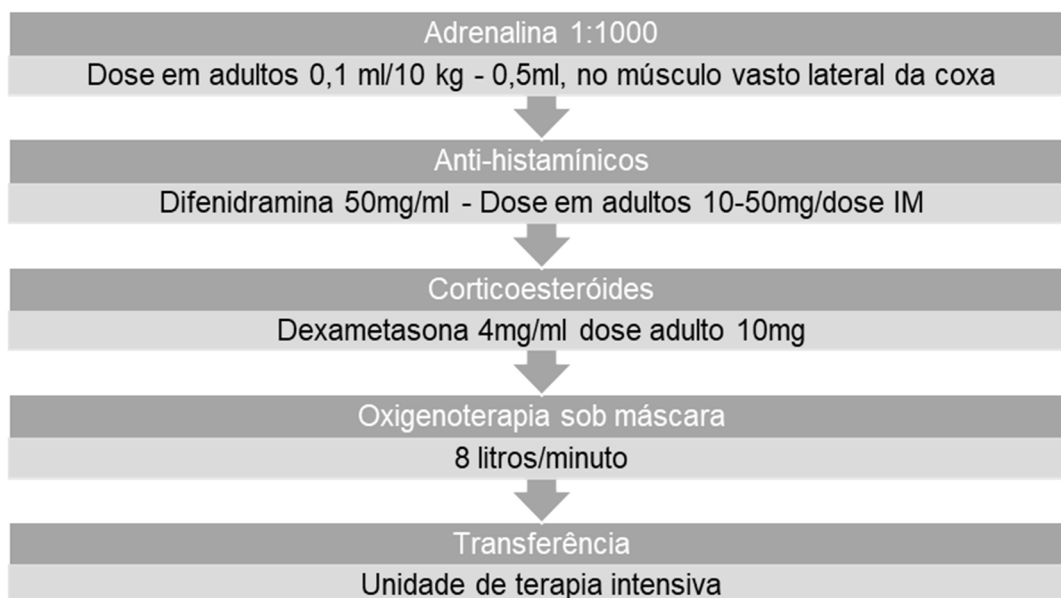 Adrenalina 1:1000
Dose em adultos 0,1 ml/10 kg - 0,5ml, no músculo vasto lateral da coxa
Anti-histamínicos
Difenidramina 50mg/ml - Dose em adultos 10-50mg/dose IM
Corticoesteróides
Dexametasona 4mg/ml dose adulto 10mg
Oxigenoterapia sob máscara
8 litros/minuto
Transferência
Unidade de terapia intensiva